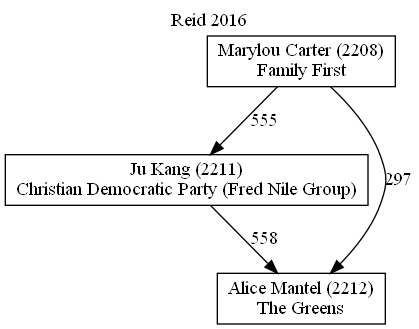 Reid 2016
Marylou Carter (2208)
Family First
555
297
Ju Kang (2211)
Christian Democratic Party (Fred Nile Group)
558
Alice Mantel (2212)
The Greens